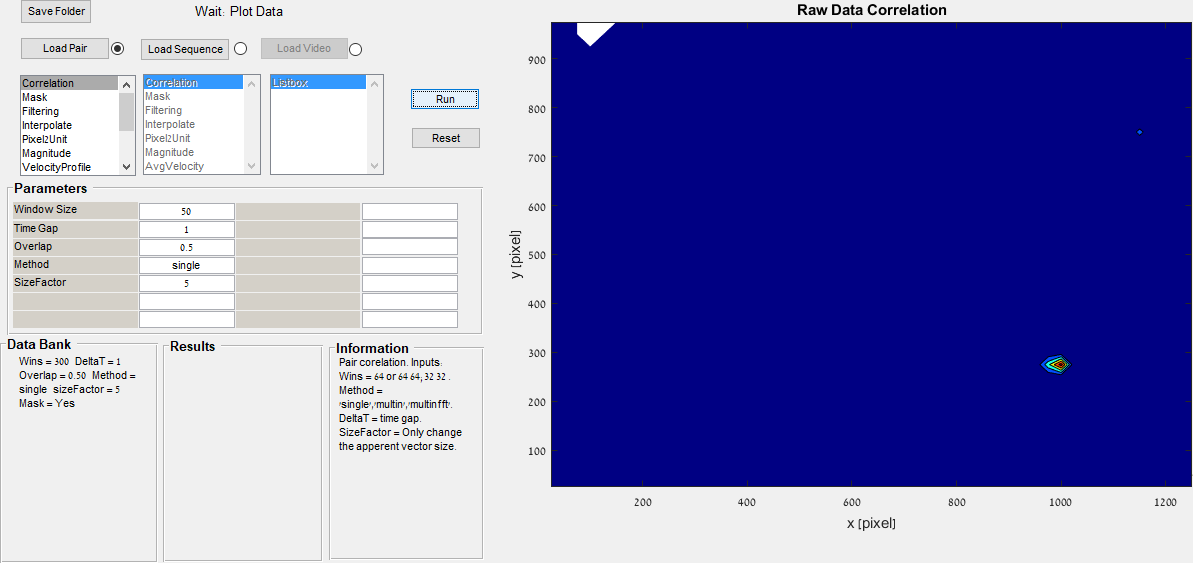 Save Folder
Wait: Plot Data
Load Pair
Load Sequence
Load Video
Correlation
Mask
Filtering
Interpolate
Pixel2Unit
Magnitude
VelocityProfile
Correlation
Mask
Filtering
Interpolate
Pixel2Unit
Magnitude
AvgVelocity
Listbox
Run
Reset
Parameters
Window Size 50
Time Gap 1
Overlap 0.5
Method single
SizeFactor 5
Data Bank
Wins = 300 DeltaT = 1
Overlap = 0.50 Method =
single sizeFactor = 5
Mask = Yes
Results
Information
Pair corelation. Inputs:
Wins = 64 or 64 64, 32 32 .
Method =
'single','multin','multinfft'.
DeltaT = time gap.
SizeFactor = Only change
the apperent vector size.
Raw Data Correlation
y [pixel]
900
800
700
600
500
400
300
200
100
200 400 600 800 1000 1200
x [pixel]